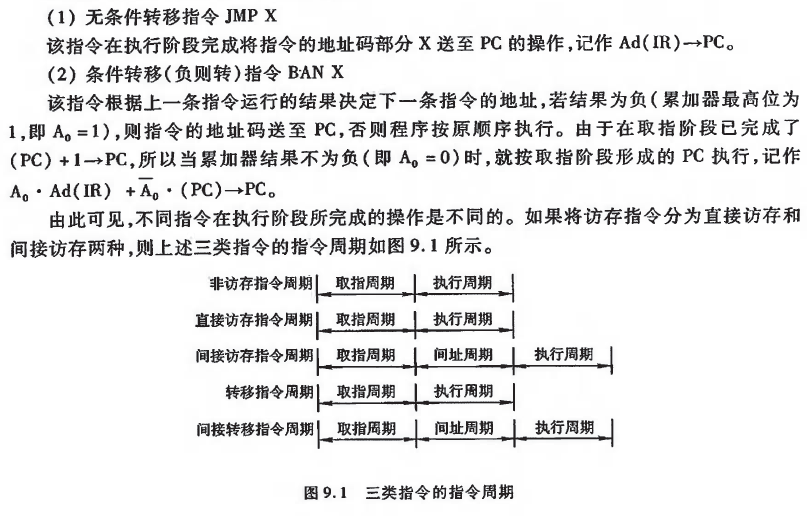 (1) 无条件转移指令 JMP X
该指令在执行阶段完成将指令的地址码部分 X 送至 PC 的操作,记作 Ad(IR)→PC。
(2) 条件转移(负则转)指令 BAN X
该指令根据上一条指令运行的结果决定下一条指令的地址,若结果为负(累加器最高位为
1,即 A₀ =1),则指令的地址码送至 PC,否则程序按原顺序执行。由于在取指阶段已完成了
(PC) +1→PC,所以当累加器结果不为负(即 A₀ =0)时,就按取指阶段形成的 PC 执行,记作
A₀ · Ad(IR) + A̅₀ · (PC)→PC。
由此可见,不同指令在执行阶段所完成的操作是不同的。如果将访存指令分为直接访存和
间接访存两种,则上述三类指令的指令周期如图 9.1 所示。
非访存指令周期 取指周期 执行周期
直接访存指令周期 取指周期 执行周期
间接访存指令周期 取指周期 间址周期 执行周期
转移指令周期 取指周期 执行周期
间接转移指令周期 取指周期 间址周期 执行周期
图 9.1 三类指令的指令周期